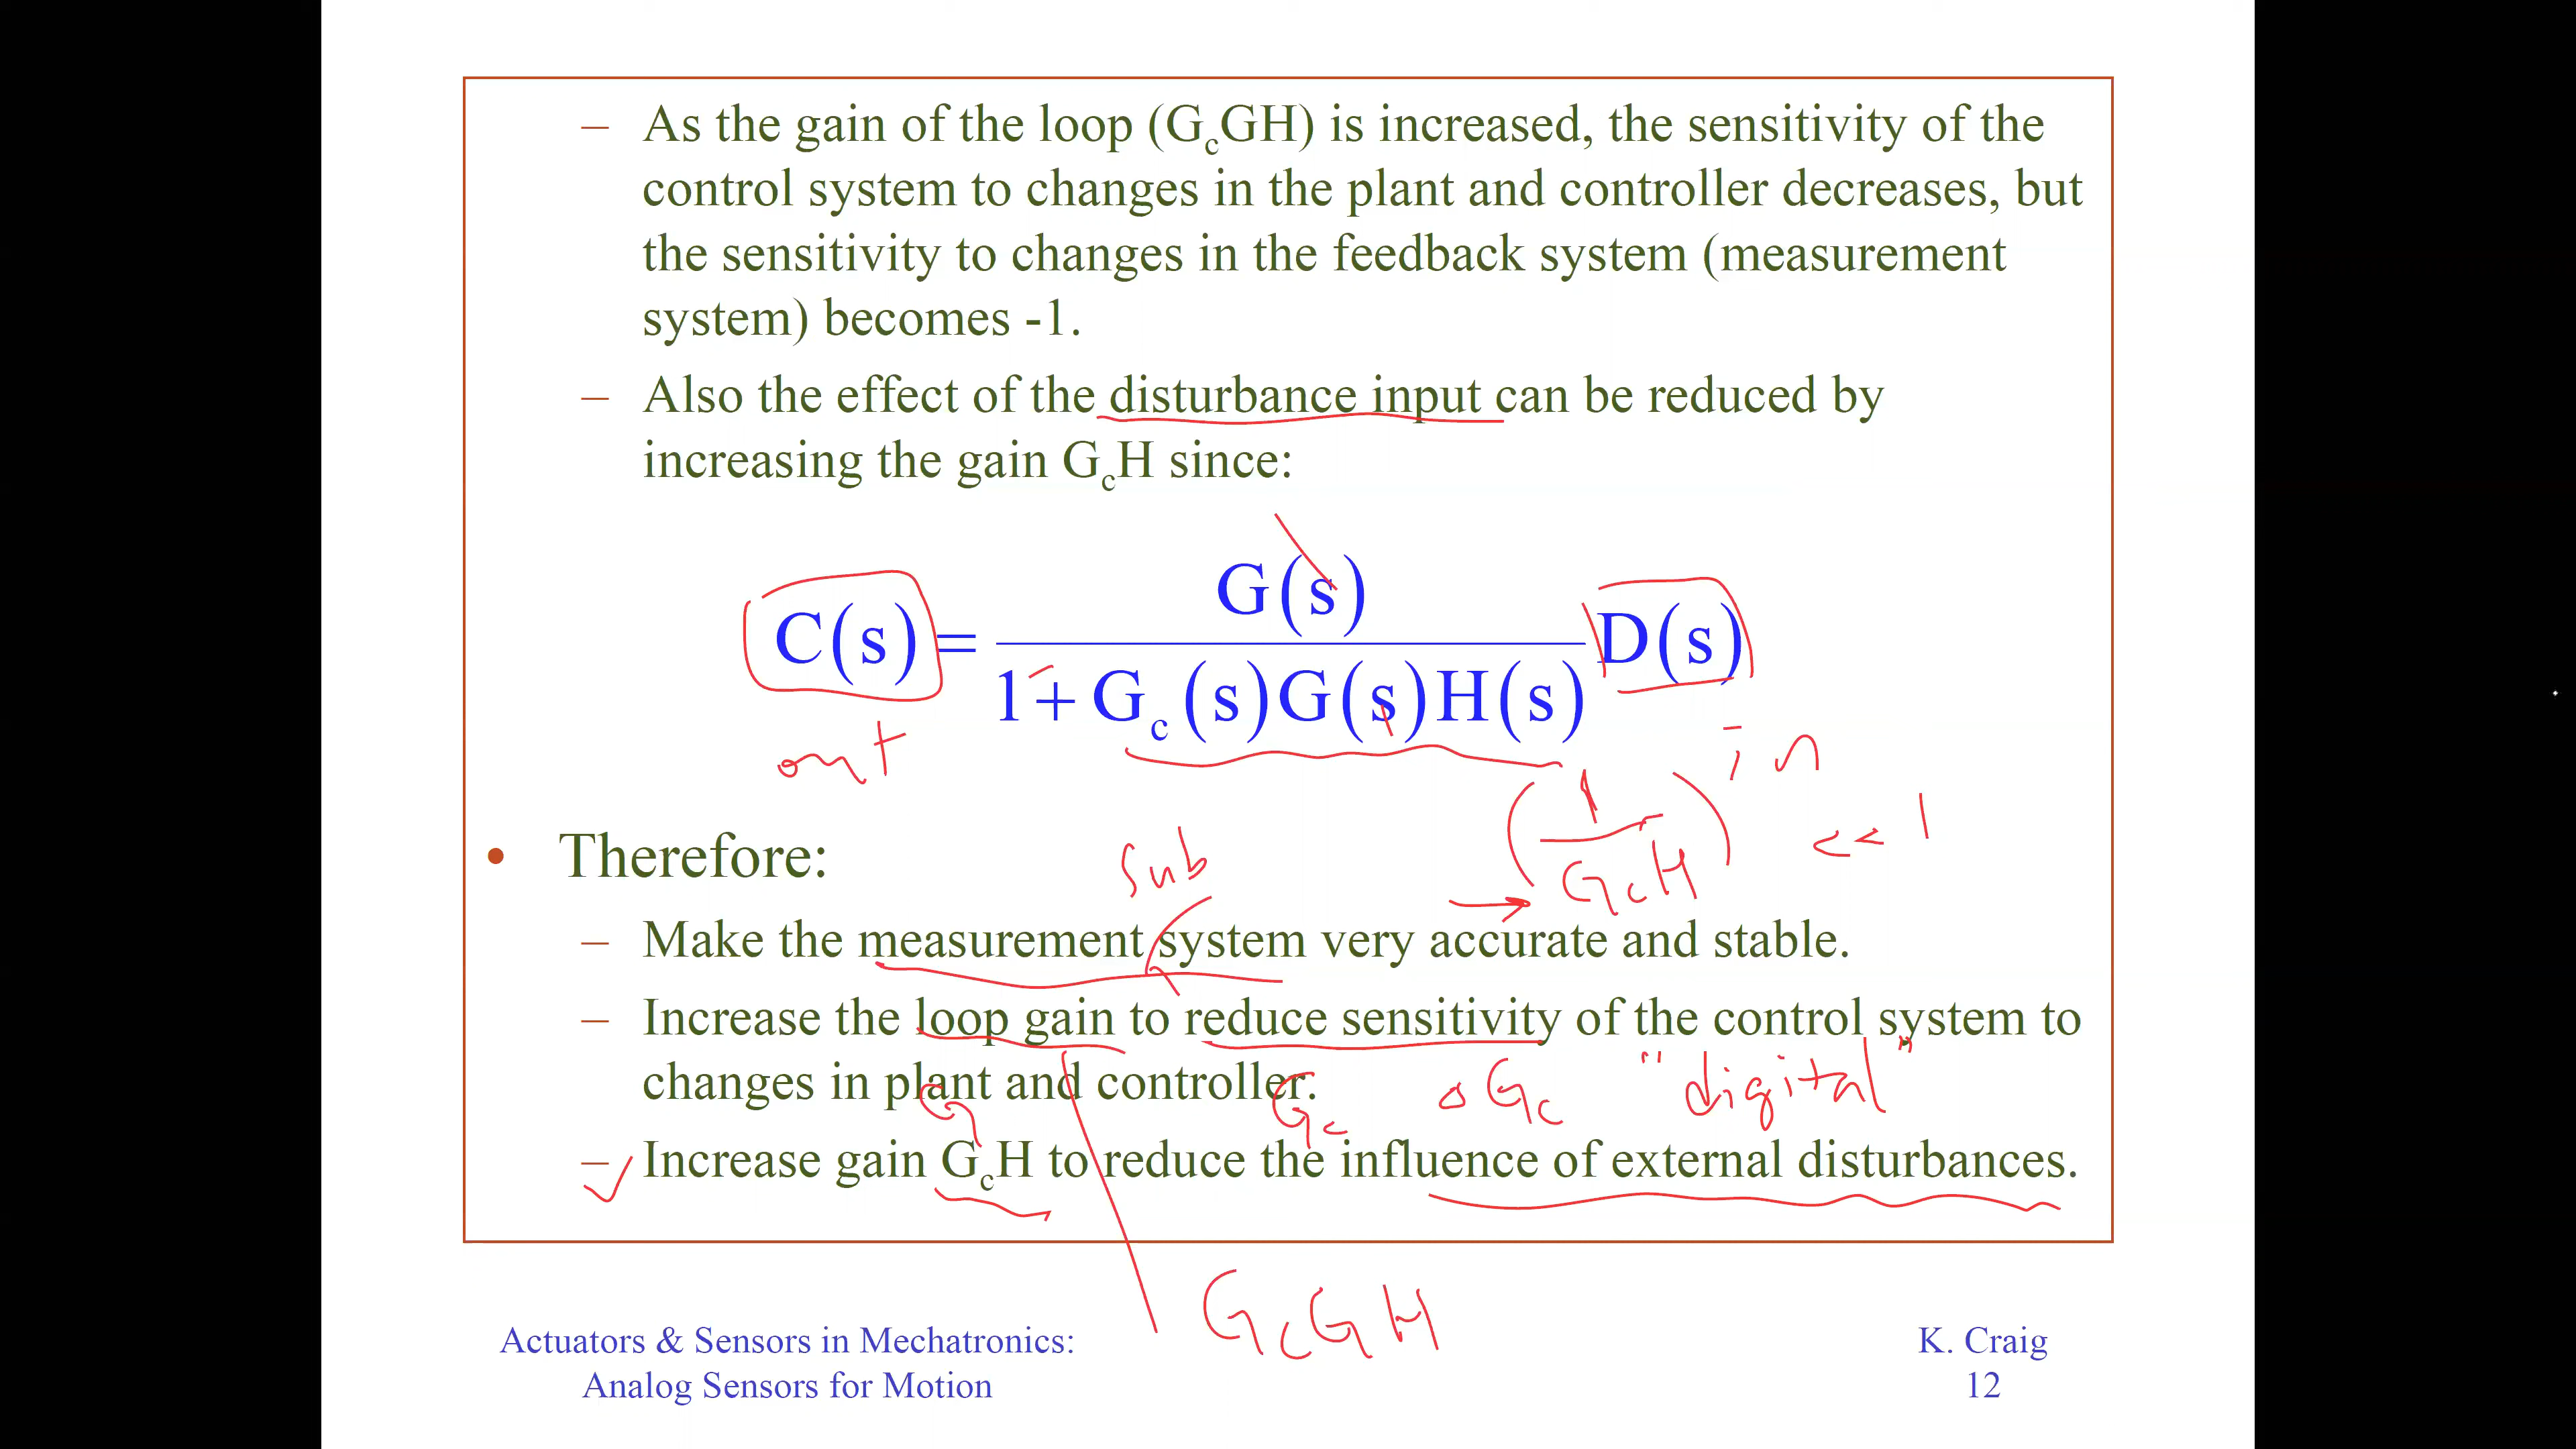 – As the gain of the loop (GcGH) is increased, the sensitivity of the
control system to changes in the plant and controller decreases, but
the sensitivity to changes in the feedback system (measurement
system) becomes -1.
– Also the effect of the disturbance input can be reduced by
increasing the gain GcH since:
C(s) = G(s) / 1 + Gc(s)G(s)H(s) D(s)
out
in
(1 / GcH) << 1
• Therefore:
sub
– Make the measurement system very accurate and stable.
– Increase the loop gain to reduce sensitivity of the control system to
changes in plant and controller.
G
Gc
Gc "digital"
– Increase gain GcH to reduce the influence of external disturbances.
GcGH
Actuators & Sensors in Mechatronics:
Analog Sensors for Motion
K. Craig
12